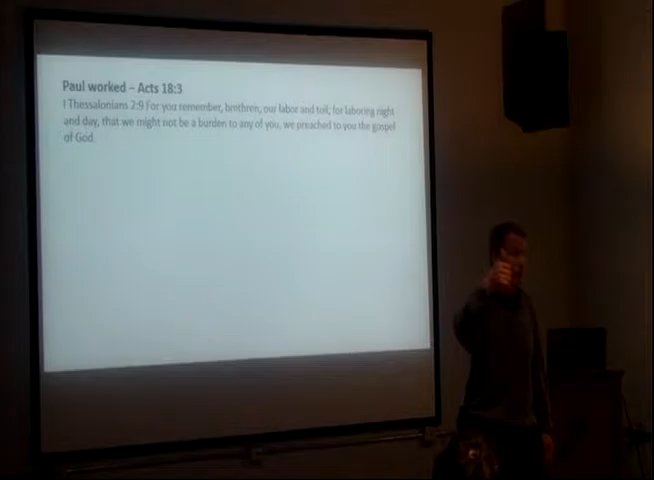 Paul worked – Acts 18:3
I Thessalonians 2:9 For you remember, brethren, our labor and toil; for laboring night
and day, that we might not be a burden to any of you, we preached to you the gospel
of God.